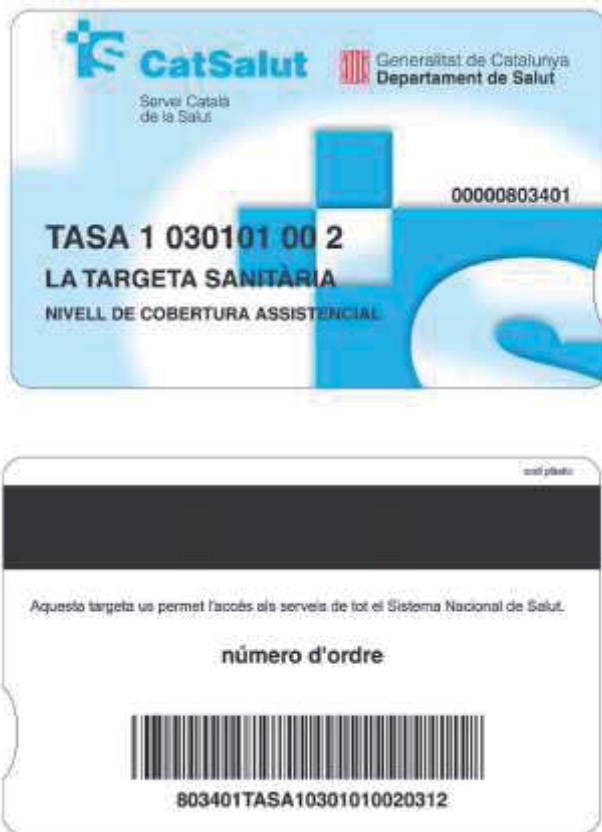 CatSalut
Servei Català
de la Salut
Generalitat de Catalunya
Departament de Salut
00000803401
TASA 1 030101 00 2
LA TARGETA SANITÀRIA
NIVELL DE COBERTURA ASSISTENCIAL
Aquesta targeta us permet l'accés als serveis de tot el Sistema Nacional de Salut.
número d'ordre
803401TASA10301010020312